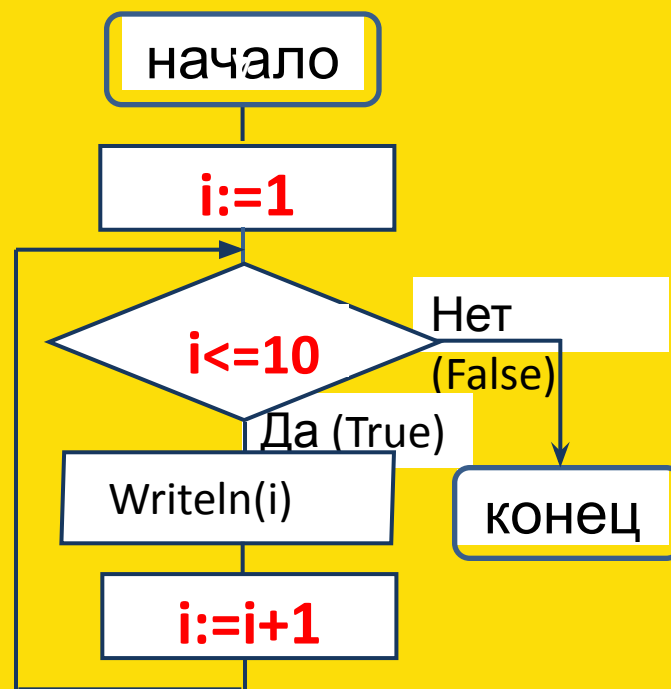 начало
i:=1
i<=10
Нет
(False)
Да (True)
Writeln(i)
конец
i:=i+1